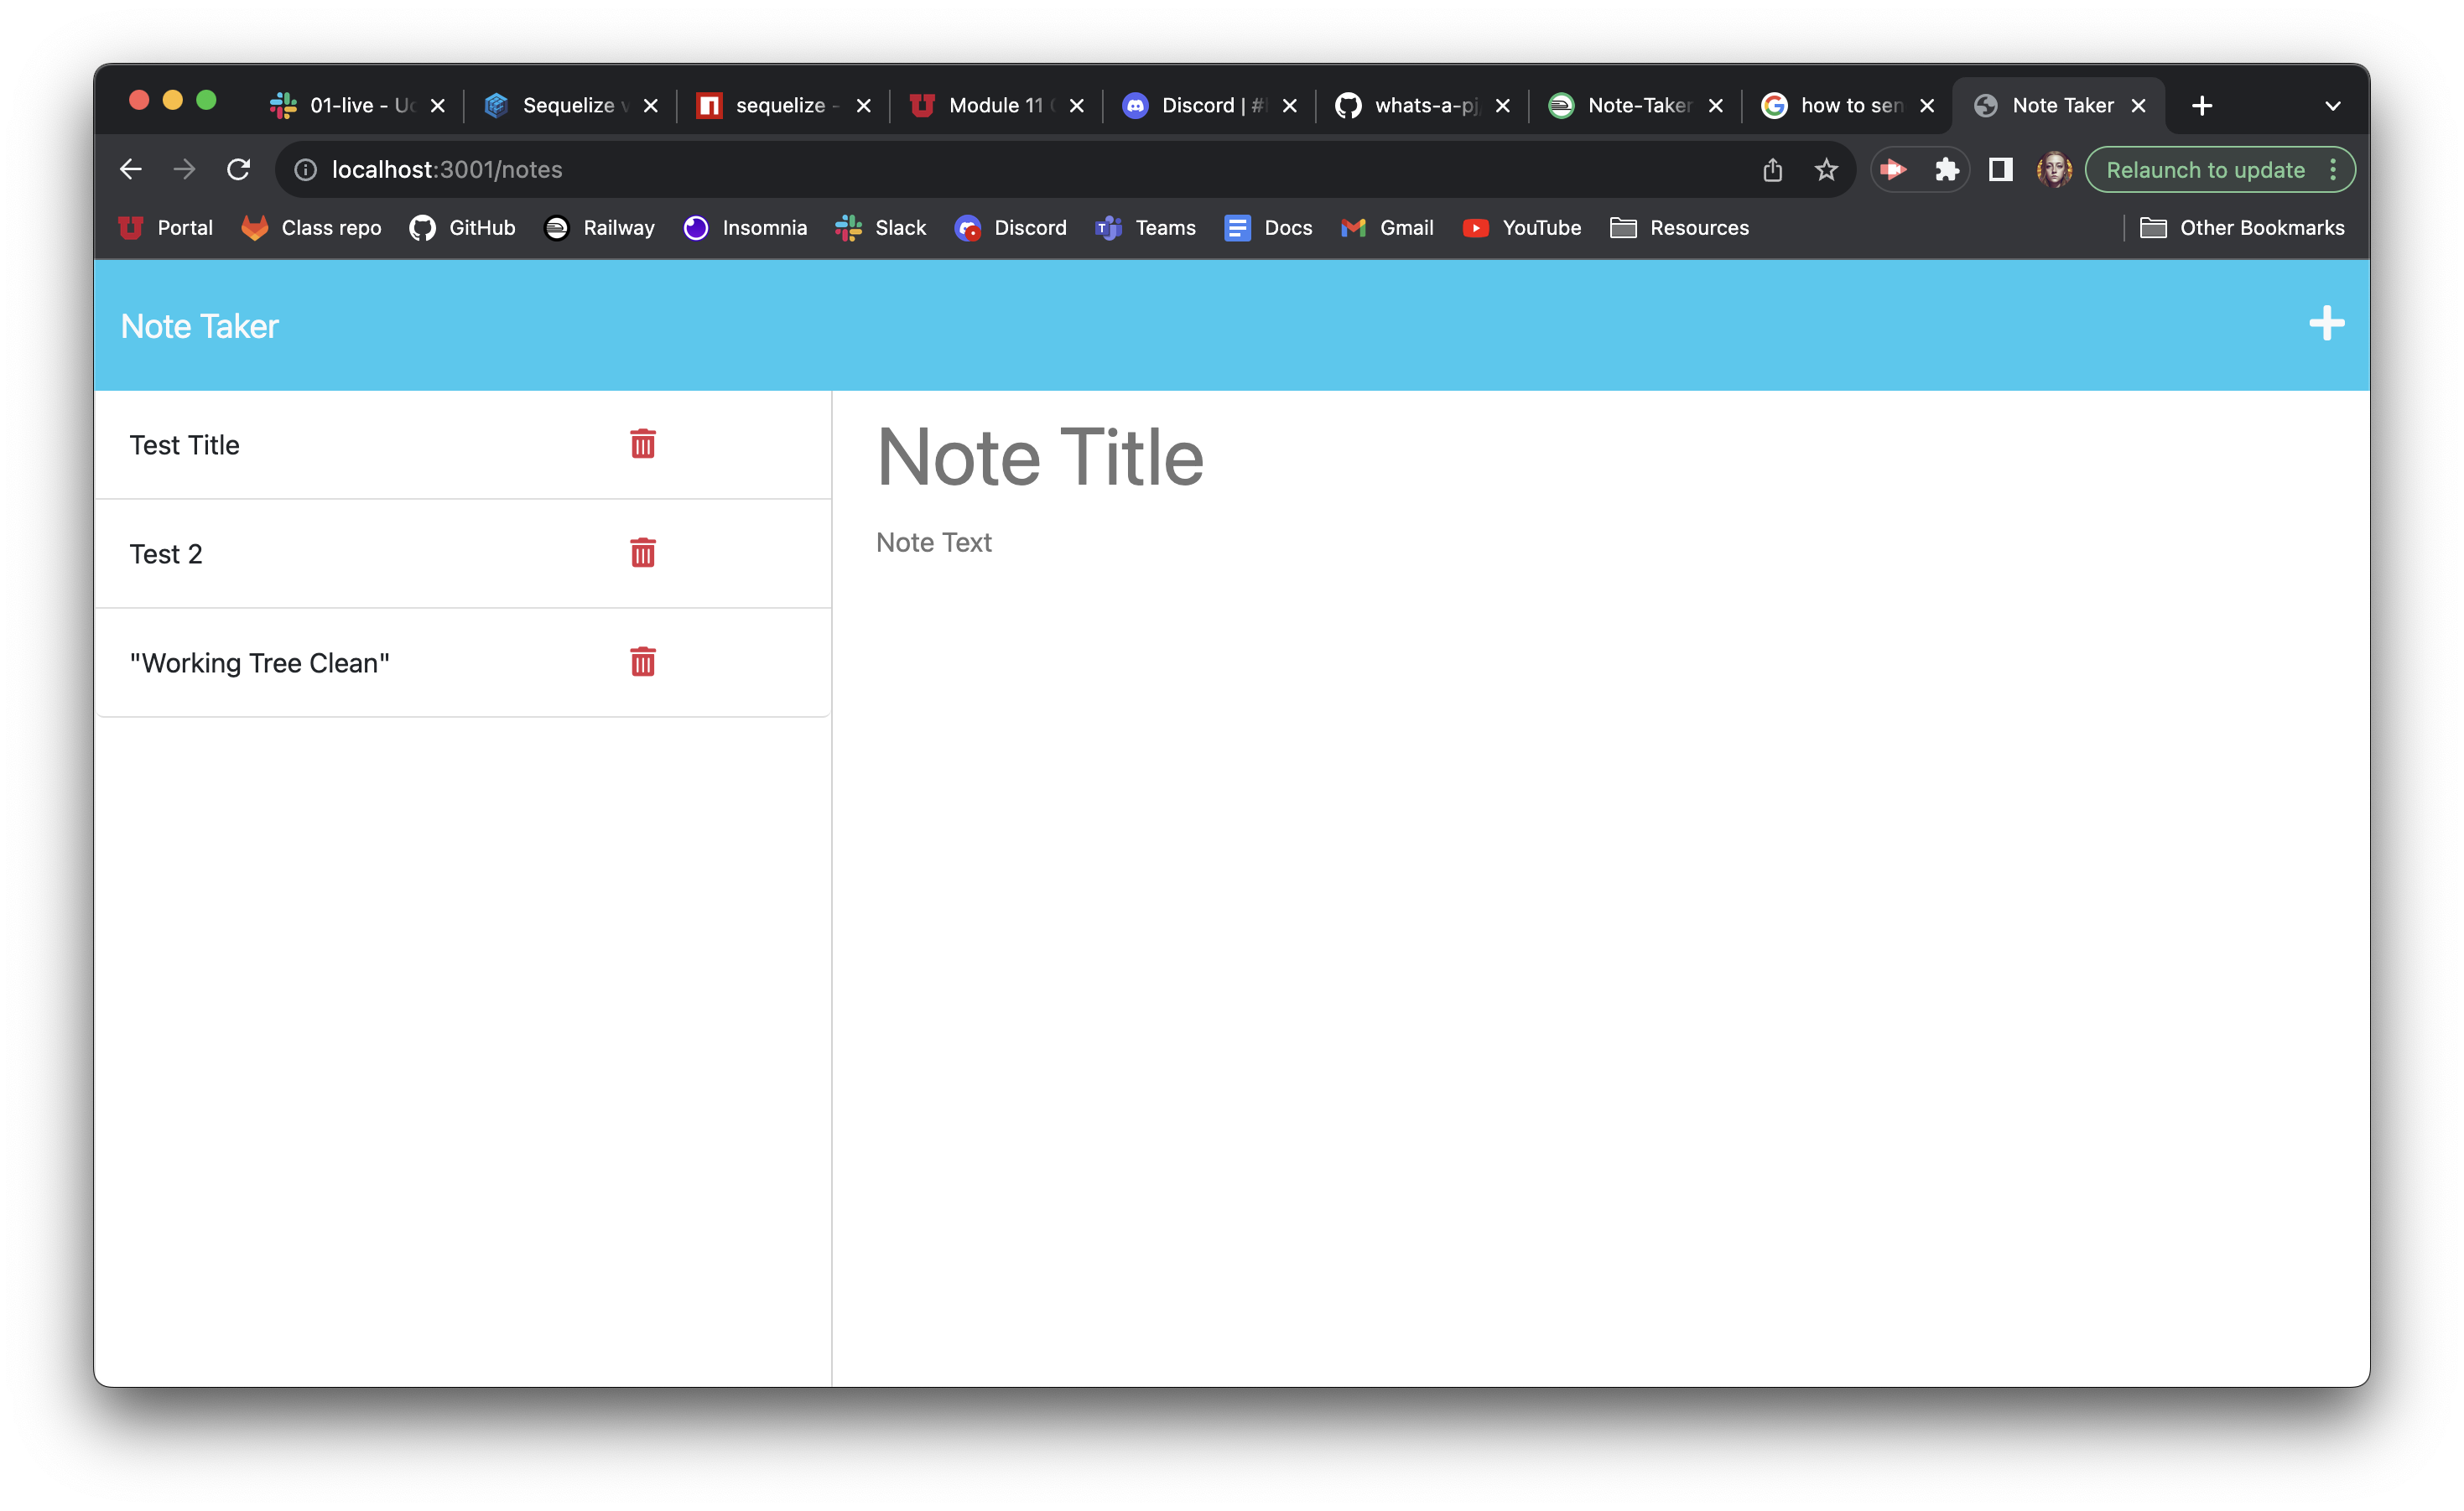 01-live - Uc
Sequelize v
sequelize -
Module 11
Discord | #
whats-a-pj
Note-Taker
how to sen
Note Taker
localhost:3001/notes
Relaunch to update
Portal
Class repo
GitHub
Railway
Insomnia
Slack
Discord
Teams
Docs
Gmail
YouTube
Resources
Other Bookmarks
Note Taker
Test Title
Test 2
"Working Tree Clean"
Note Title
Note Text